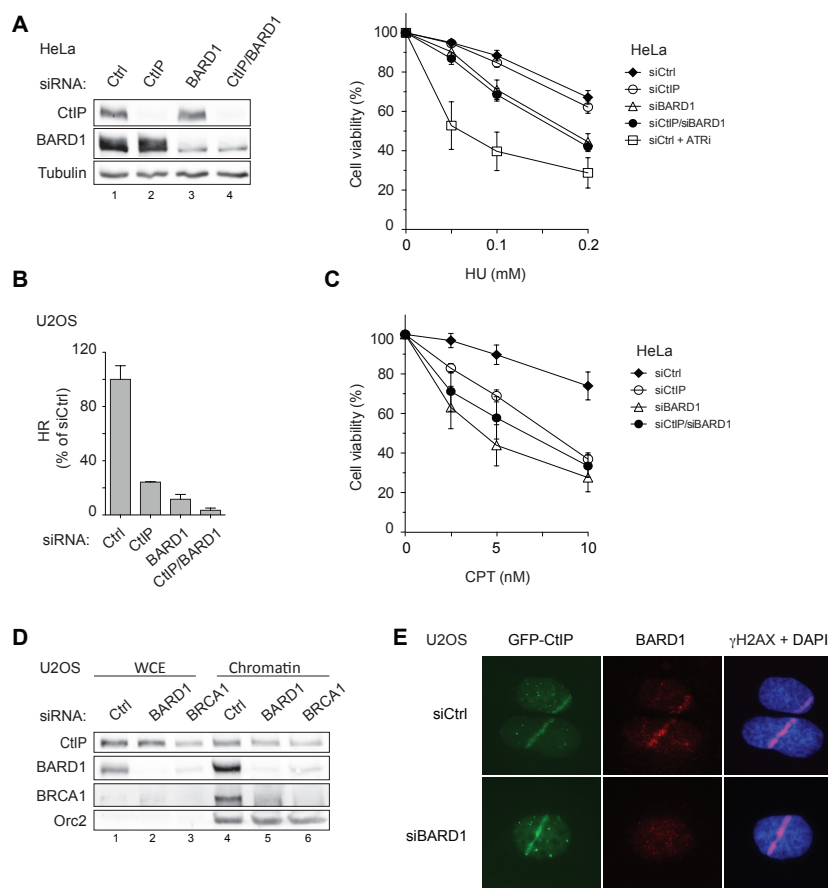 A
HeLa
siRNA:
Ctrl
CtIP
BARD1
CtIP/BARD1
CtIP
BARD1
Tubulin
1 2 3 4
Cell viability (%)
100
80
60
40
20
0
0 0.1 0.2
HU (mM)
HeLa
siCtrl
siCtIP
siBARD1
siCtIP/siBARD1
siCtrl + ATRi
B
U2OS
HR
(% of siCtrl)
120
80
40
0
siRNA:
Ctrl
CtIP
BARD1
CtIP/BARD1
C
Cell viability (%)
100
80
60
40
20
0
0 5 10
CPT (nM)
HeLa
siCtrl
siCtIP
siBARD1
siCtIP/siBARD1
D
U2OS WCE Chromatin
siRNA:
Ctrl
BARD1
BRCA1
Ctrl
BARD1
BRCA1
CtIP
BARD1
BRCA1
Orc2
1 2 3 4 5 6
E
U2OS GFP-CtIP BARD1 γH2AX + DAPI
siCtrl
siBARD1